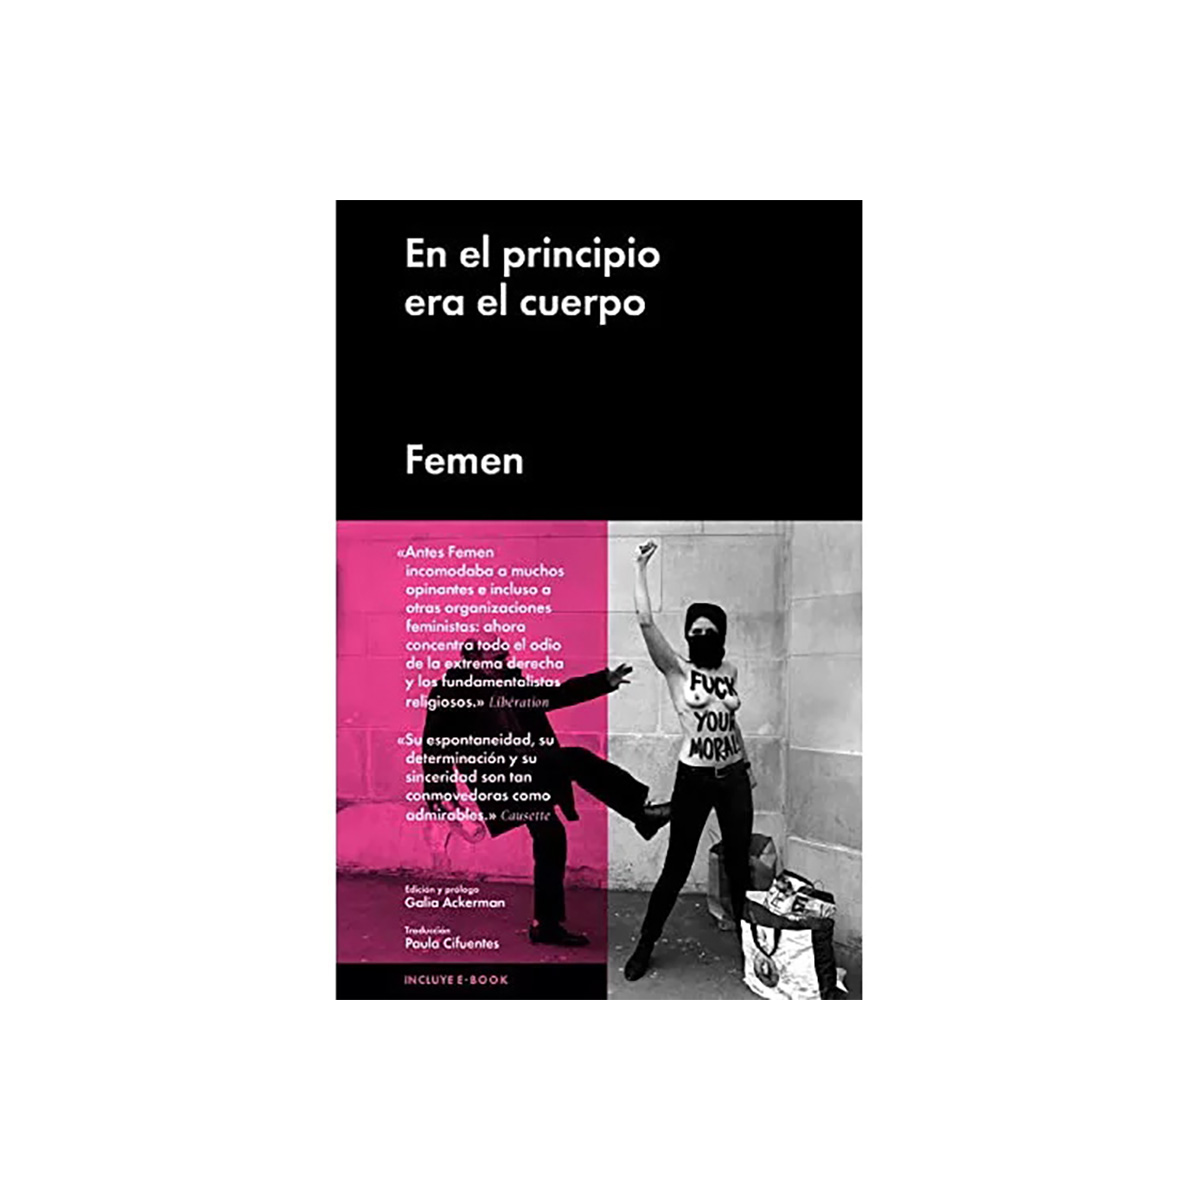 En el principio
era el cuerpo
Femen
«Antes Femen
incomodaba a muchos
opinantes e incluso a
otras organizaciones
feministas: ahora
concentra todo el odio
de la extrema derecha
y los fundamentalistas
religiosos.» Libération
«Su espontaneidad, su
determinación y su
sinceridad son tan
conmovedoras como
admirables.» Causette
Edición y prólogo
Galia Ackerman
Traducción
Paula Cifuentes
INCLUYE E-BOOK
FUCK
YOUR
MORALS